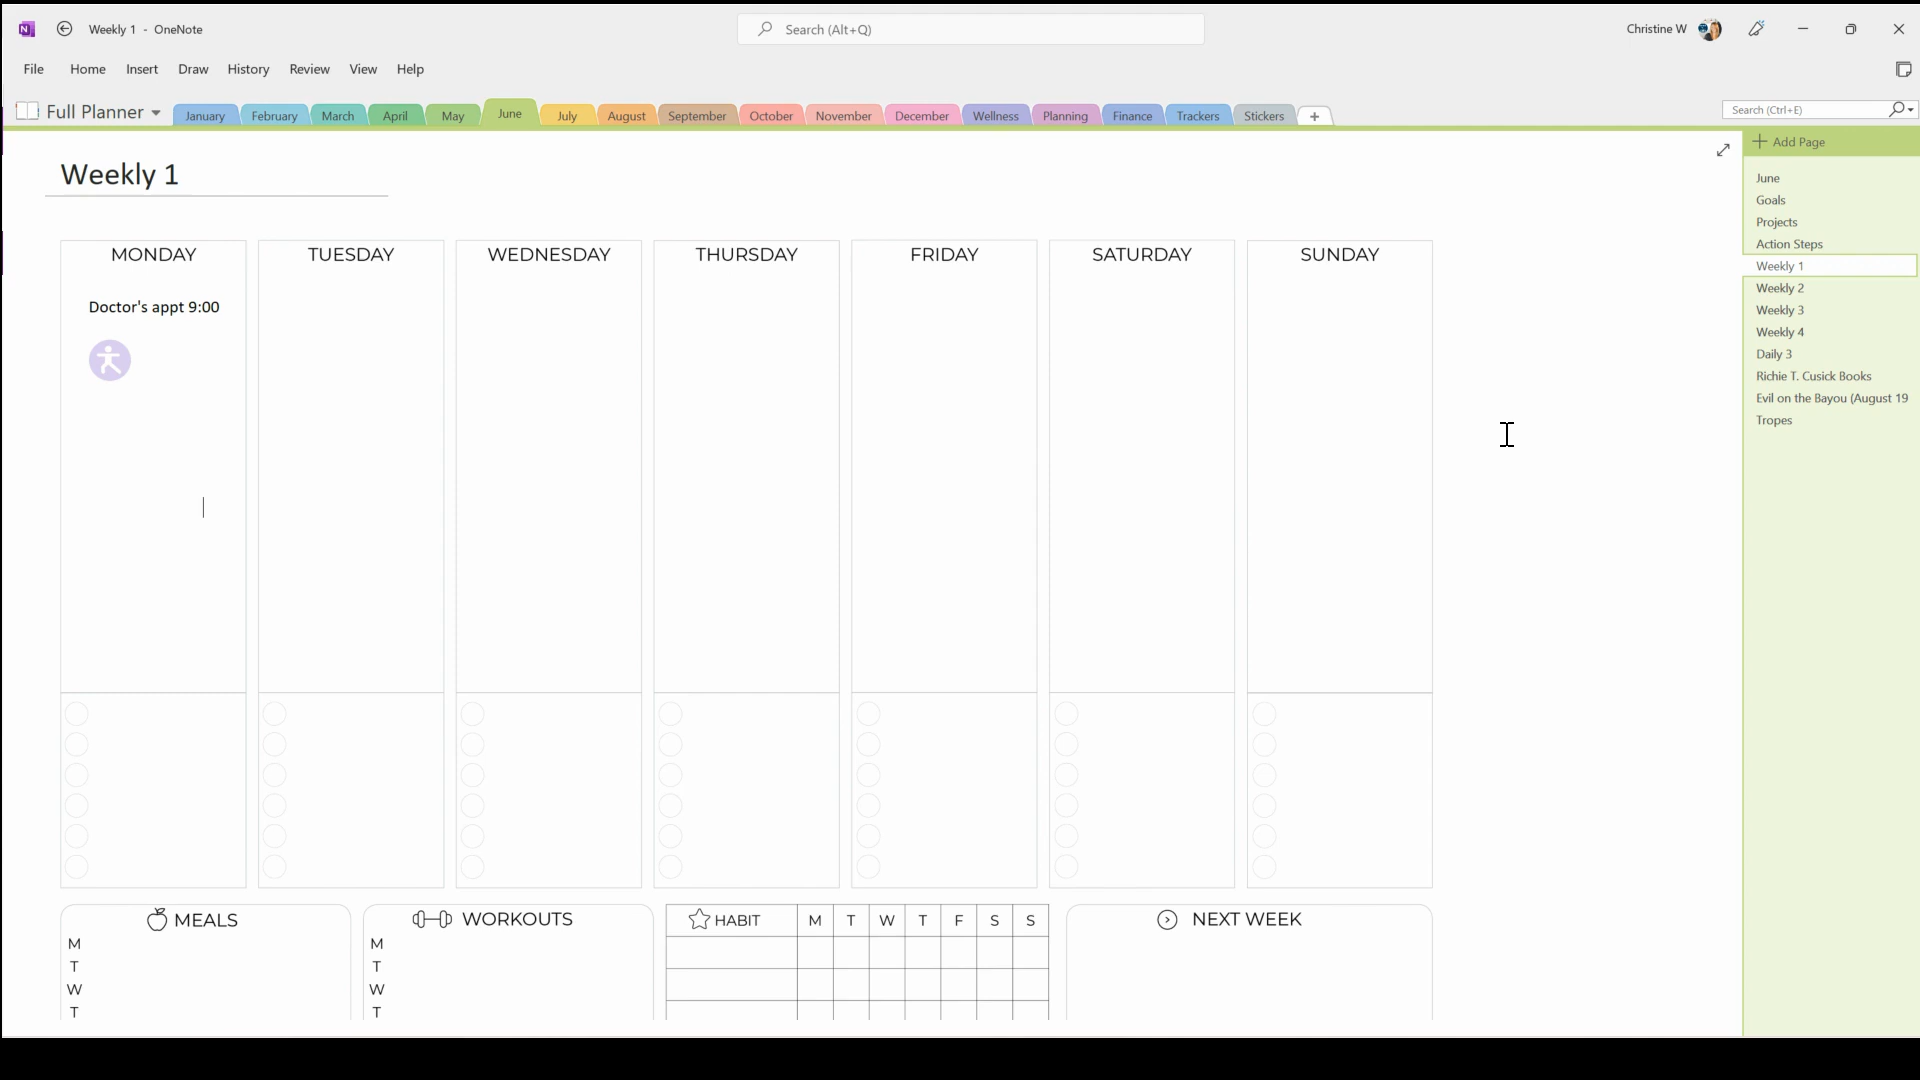 Weekly 1 - OneNote
Search (Alt+Q)
Christine W
File Home Insert Draw History Review View Help
Full Planner
January February March April May June July August September October November December Wellness Planning Finance Trackers Stickers +
Search (Ctrl+E)
Add Page
June
Goals
Projects
Action Steps
Weekly 1
Weekly 2
Weekly 3
Weekly 4
Daily 3
Richie T. Cusick Books
Evil on the Bayou (August 19
Tropes
Weekly 1
MONDAY TUESDAY WEDNESDAY THURSDAY FRIDAY SATURDAY SUNDAY
Doctor's appt 9:00
MEALS
M
T
W
T
WORKOUTS
M
T
W
T
HABIT M T W T F S S
NEXT WEEK